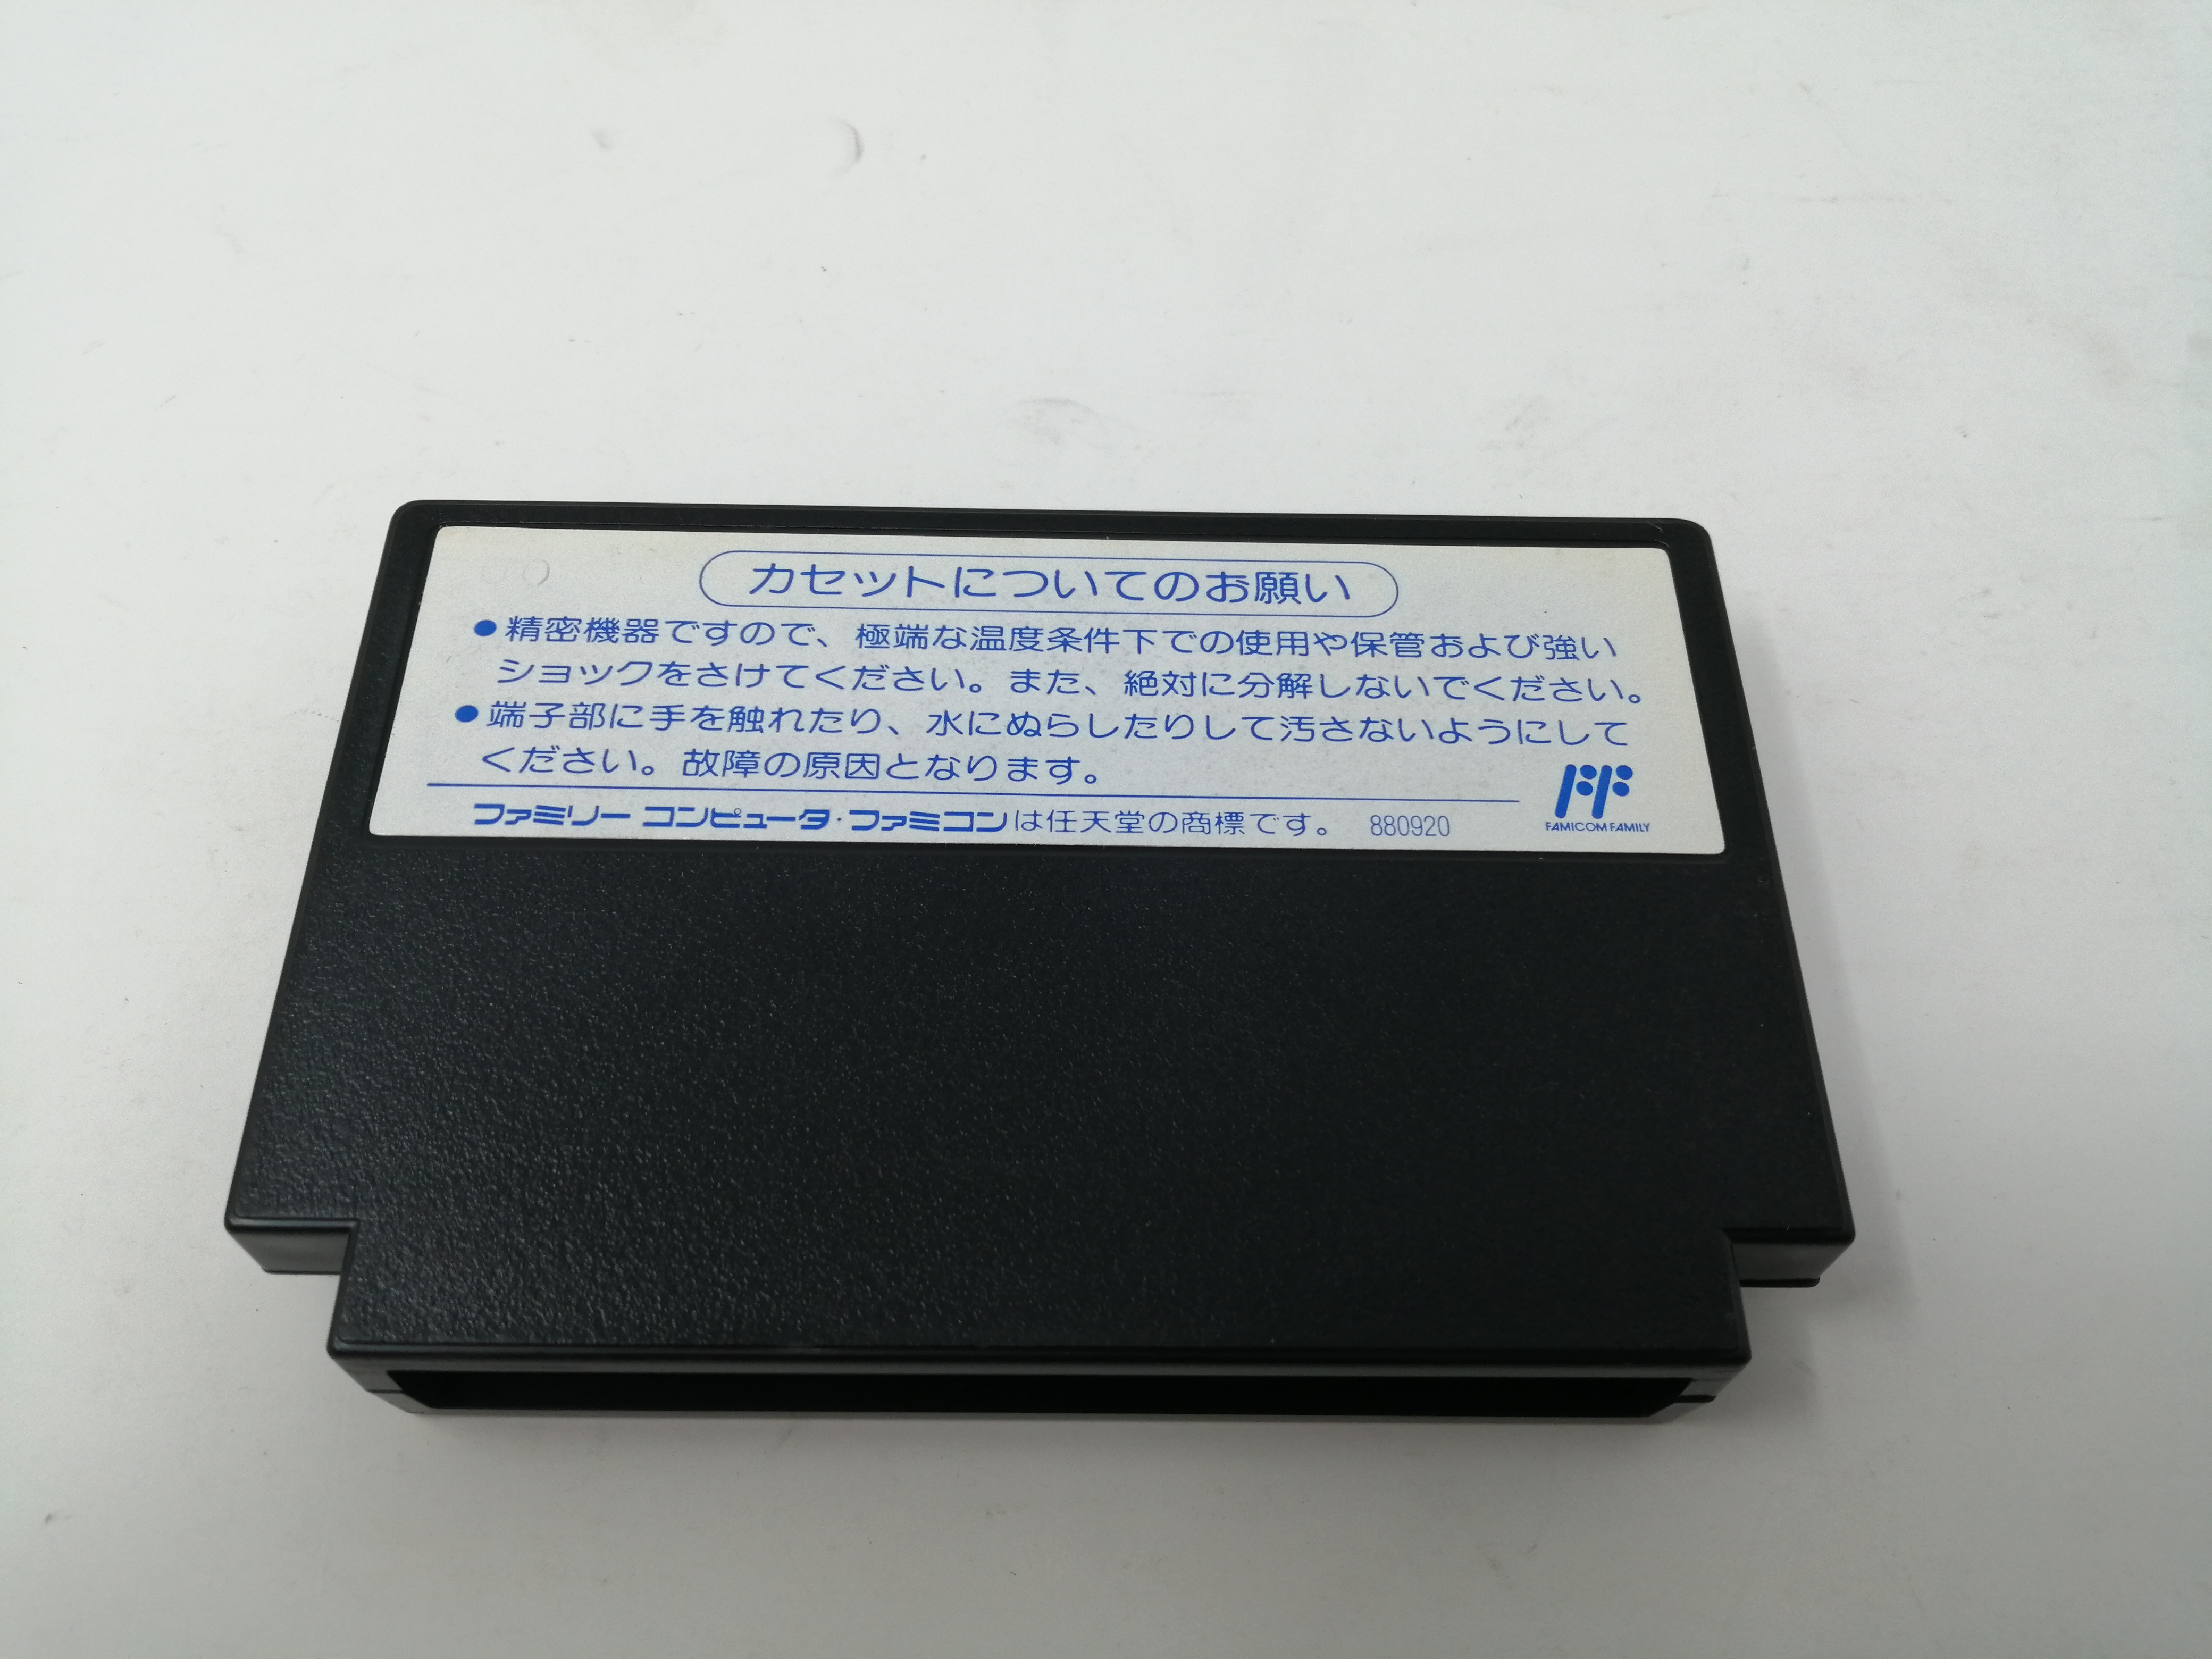 カセットについてのお願い
●精密機器ですので、極端な温度条件下での使用や保管および強い
ショックをさけてください。また、絶対に分解しないでください。
●端子部に手を触れたり、水にぬらしたりして汚さないようにして
ください。故障の原因となります。
ファミリー コンピュータ・ファミコンは任天堂の商標です。 880920
FAMICOM FAMILY